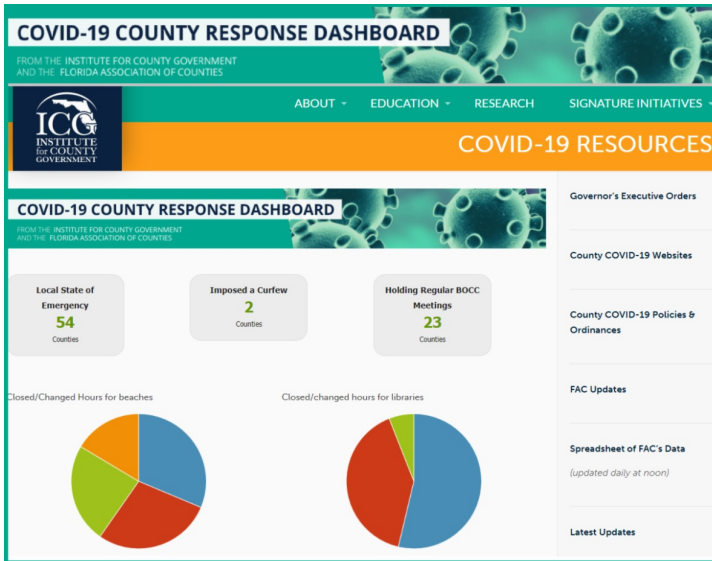 COVID-19 COUNTY RESPONSE DASHBOARD
FROM THE INSTITUTE FOR COUNTY GOVERNMENT
AND THE FLORIDA ASSOCIATION OF COUNTIES
ICG
INSTITUTE
for COUNTY
GOVERNMENT
ABOUT EDUCATION RESEARCH SIGNATURE INITIATIVES
COVID-19 RESOURCES
COVID-19 COUNTY RESPONSE DASHBOARD
FROM THE INSTITUTE FOR COUNTY GOVERNMENT
AND THE FLORIDA ASSOCIATION OF COUNTIES
Local State of
Emergency
54
Counties
Imposed a Curfew
2
Counties
Holding Regular BOCC
Meetings
23
Counties
Closed/Changed Hours for beaches
Closed/changed hours for libraries
Governor's Executive Orders
County COVID-19 Websites
County COVID-19 Policies &
Ordinances
FAC Updates
Spreadsheet of FAC's Data
(updated daily at noon)
Latest Updates